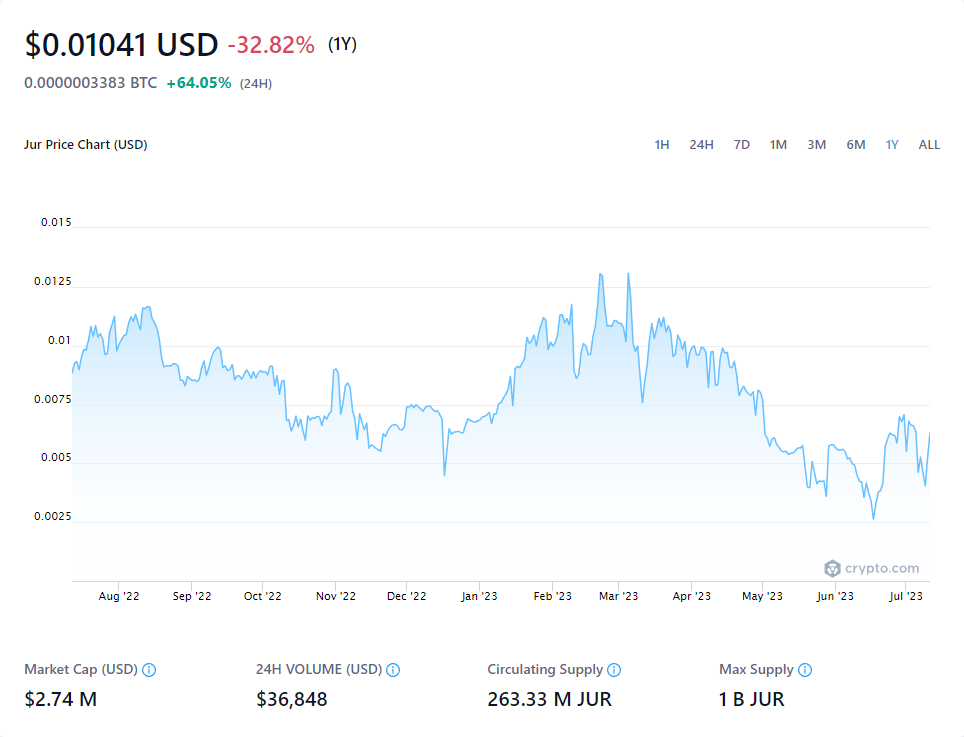 $0.01041 USD -32.82% (1Y)
0.0000003383 BTC +64.05% (24H)
Jur Price Chart (USD) 1H 24H 7D 1M 3M 6M 1Y ALL
0.015
0.0125
0.01
0.0075
0.005
0.0025
crypto.com
Aug '22 Sep '22 Oct '22 Nov '22 Dec '22 Jan '23 Feb '23 Mar '23 Apr '23 May '23 Jun '23 Jul '23
Market Cap (USD) 24H VOLUME (USD) Circulating Supply Max Supply
$2.74 M $36,848 263.33 M JUR 1 B JUR